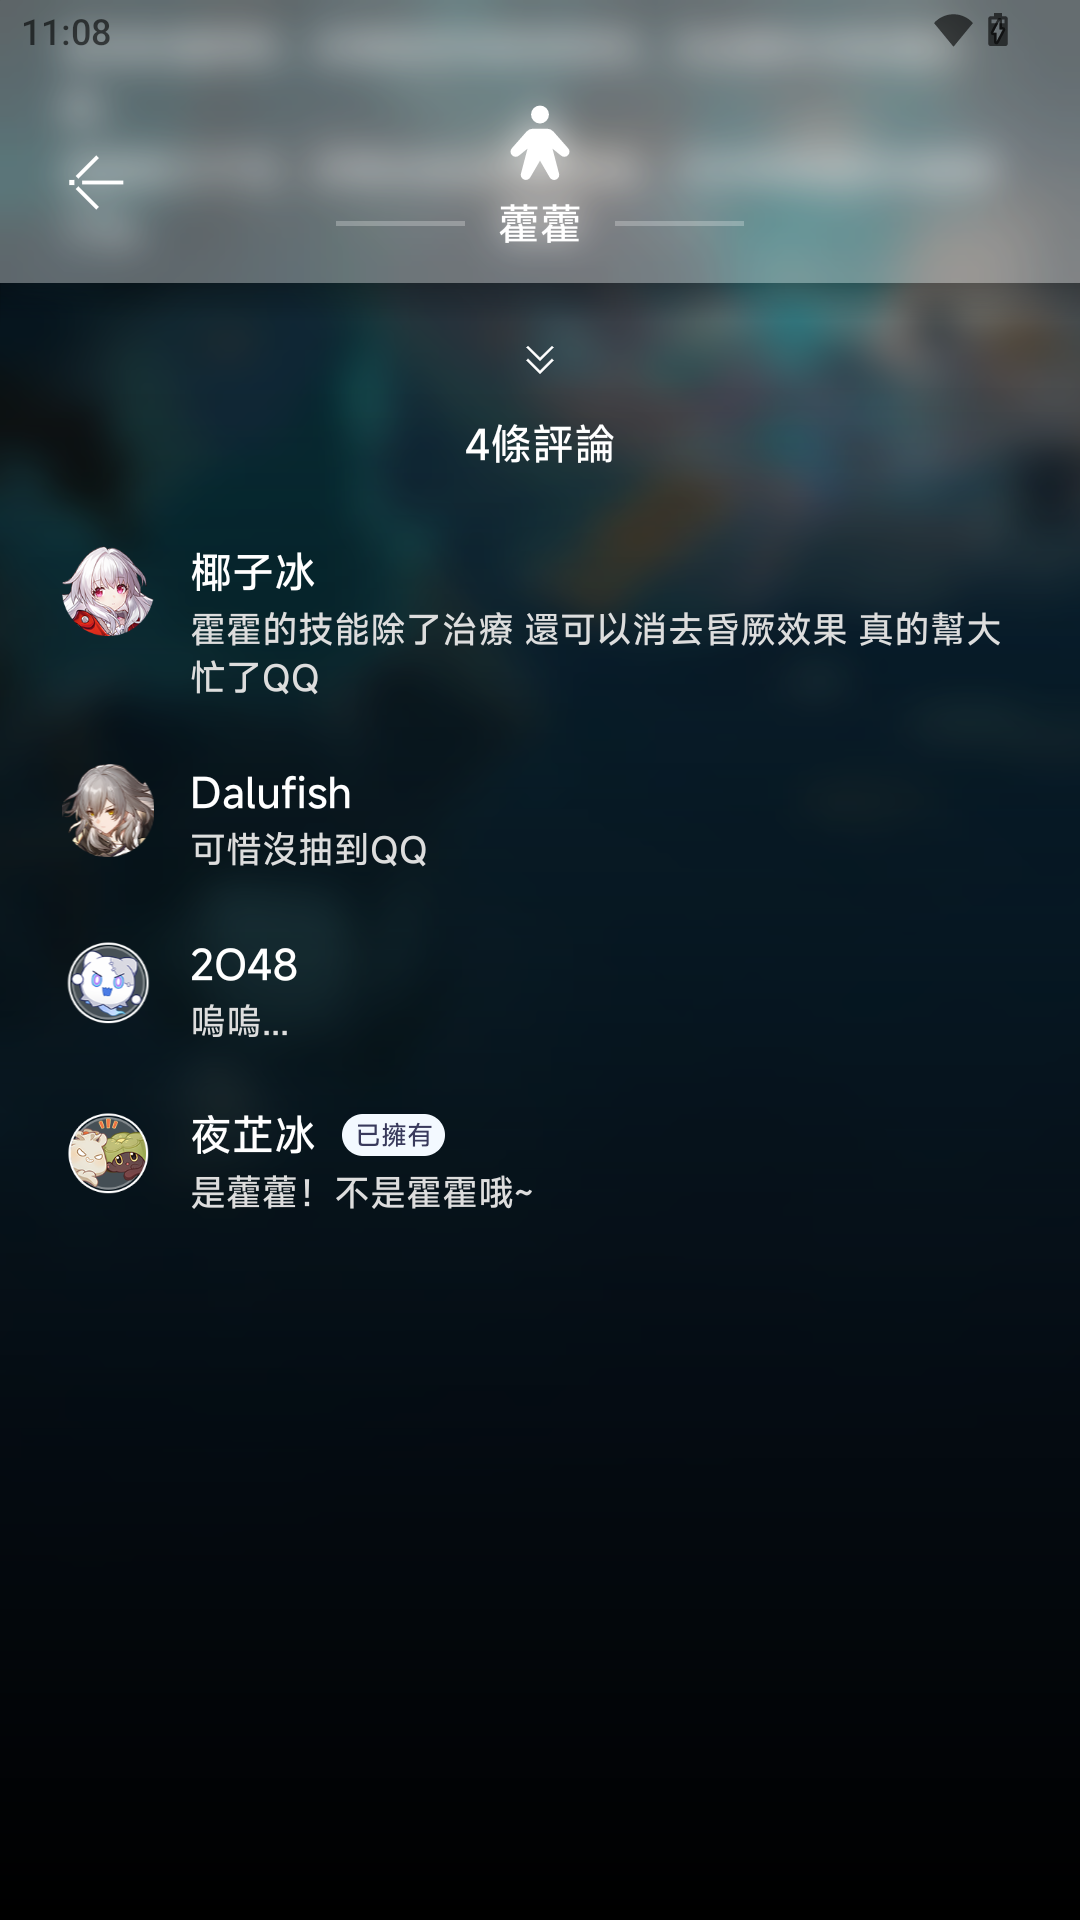 11:08
藿藿
4條評論
椰子冰
霍霍的技能除了治療 還可以消去昏厥效果 真的幫大
忙了QQ
Dalufish
可惜沒抽到QQ
2O48
嗚嗚...
夜芷冰 已擁有
是藿藿！不是霍霍哦~